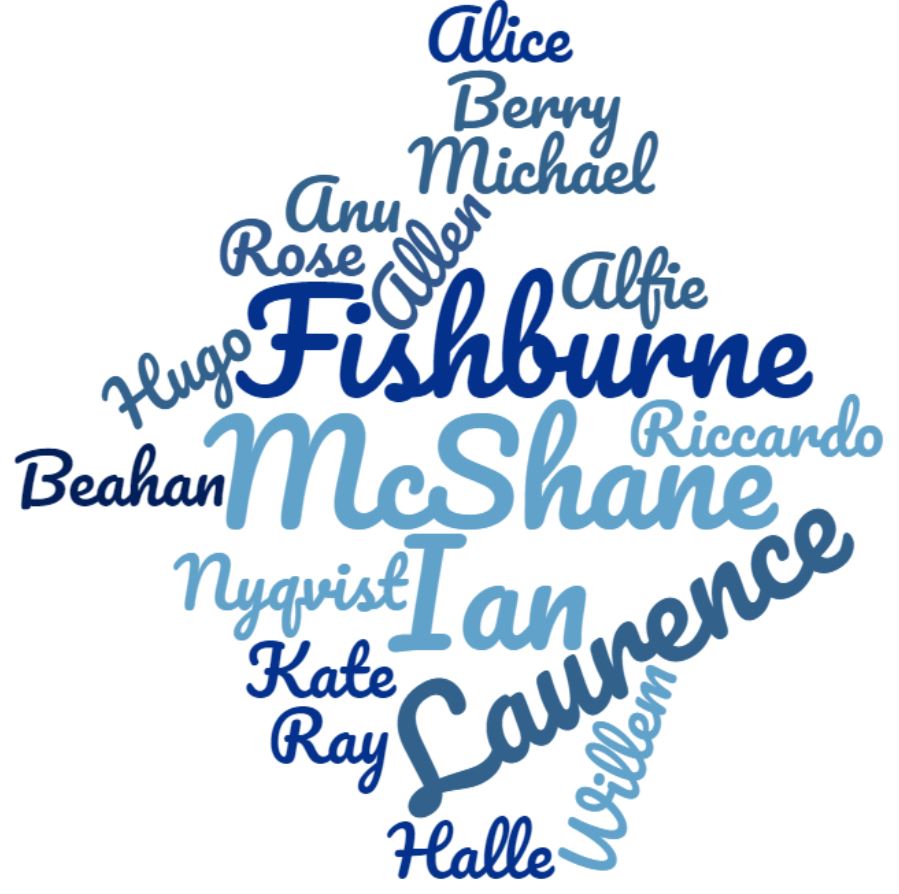 Alice
Berry
Michael
Anu
Allen
Rose
Alfie
Fishburne
Hugo
Riccardo
McShane
Beahan
Laurence
Nyqvist
Ian
Kate
Willem
Ray
Halle